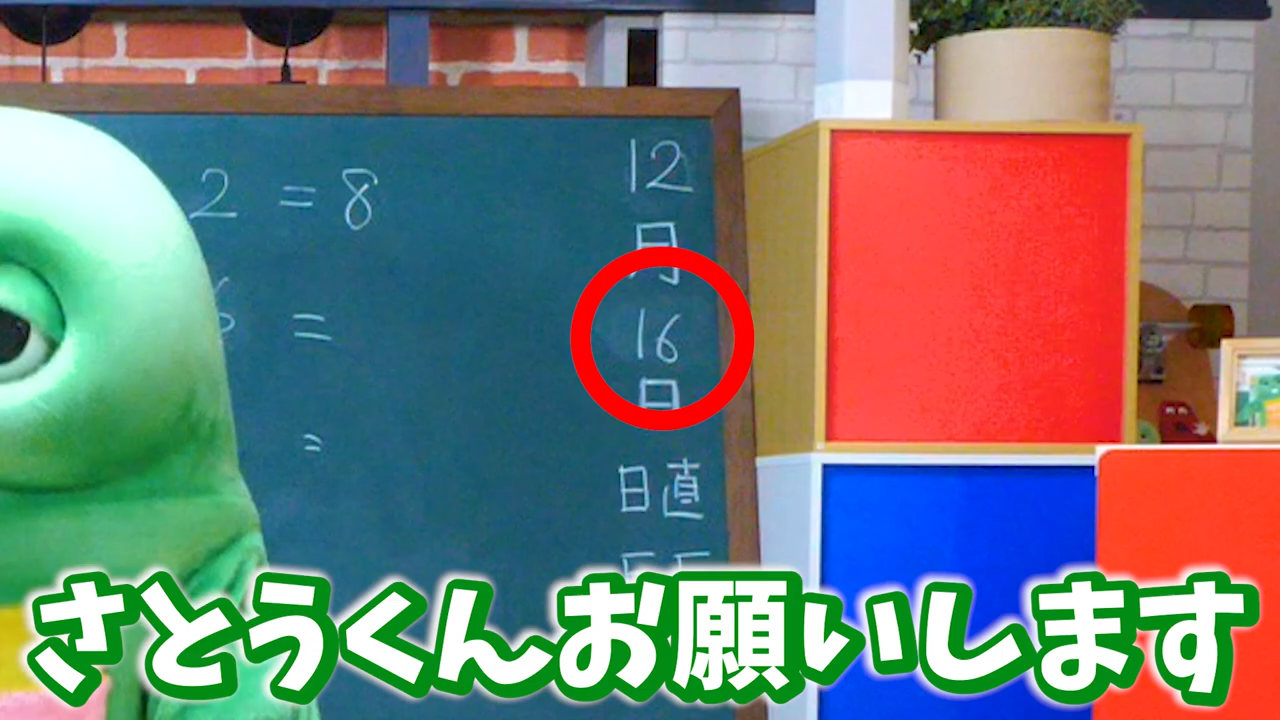 2 = 8
6 =
=
12
月
16
日
日直
さとうくんお願いします